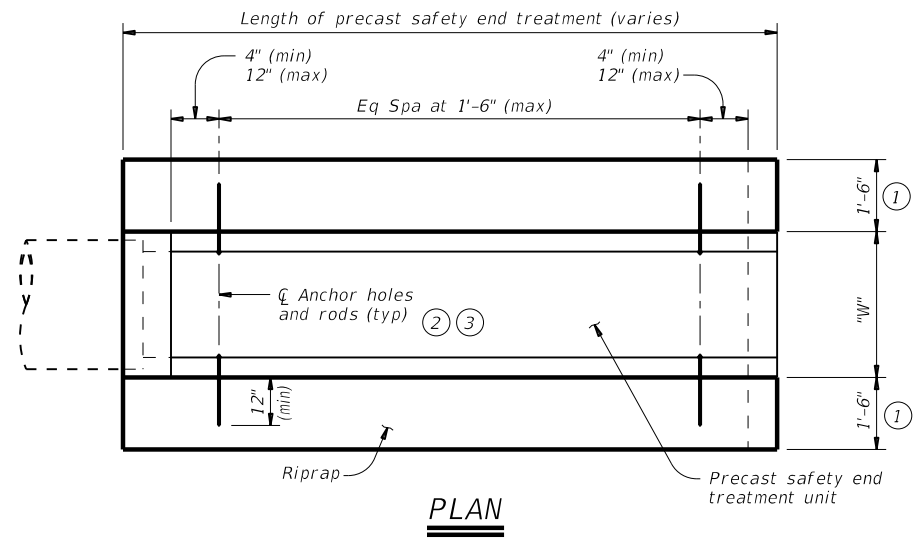 Length of precast safety end treatment (varies)
4" (min)
12" (max)
4" (min)
12" (max)
Eq Spa at 1'-6" (max)
1'-6"
1
℄ Anchor holes
and rods (typ)
2 3
"W"
12"
(min)
1'-6"
1
Riprap
Precast safety end
treatment unit
PLAN